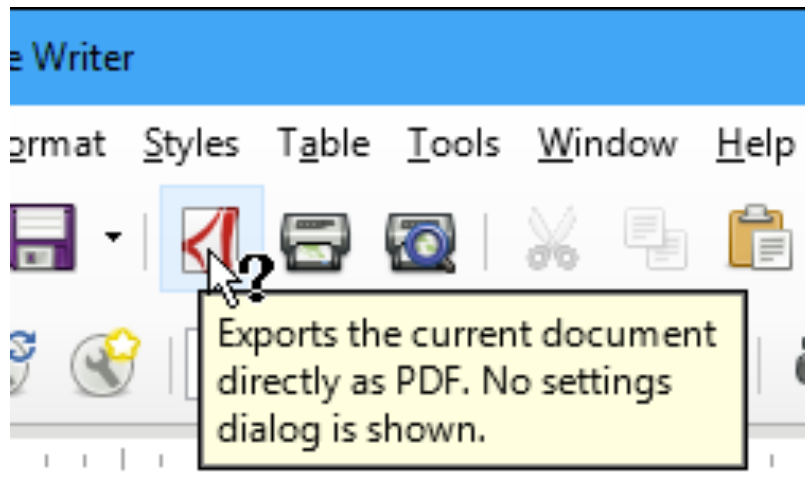 e Writer
ormat Styles Table Tools Window Help
?
Exports the current document
directly as PDF. No settings
dialog is shown.